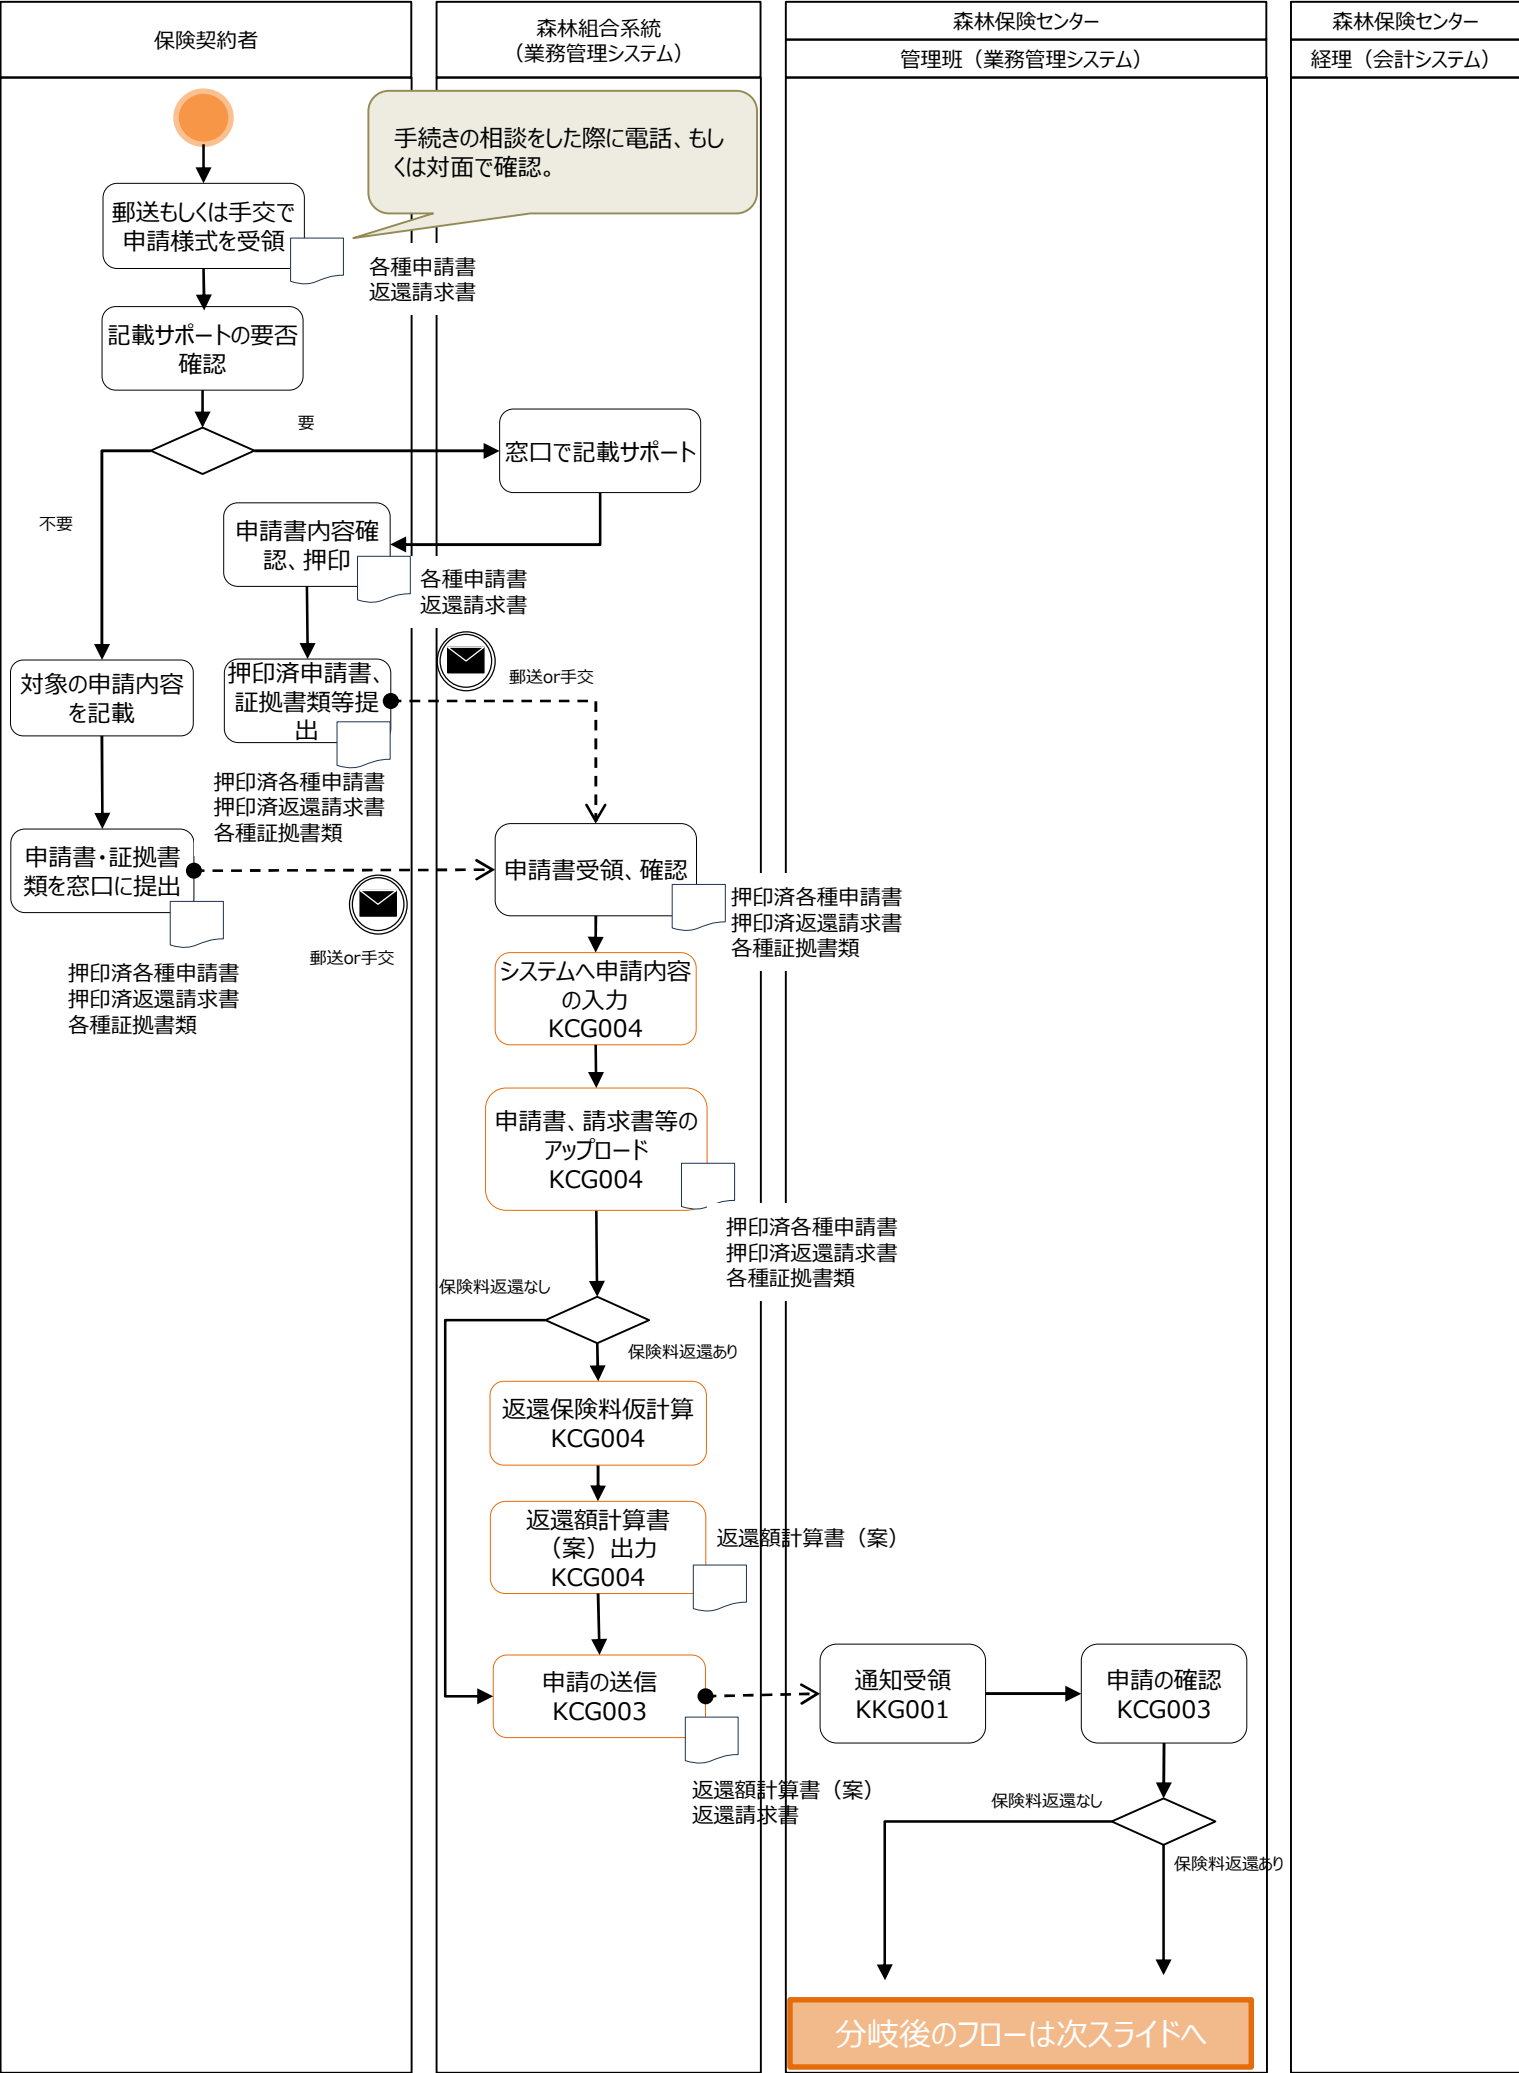 保険契約者
森林組合系統
（業務管理システム）
森林保険センター
管理班（業務管理システム）
森林保険センター
経理（会計システム）
手続きの相談をした際に電話、もし
くは対面で確認。
郵送もしくは手交で
申請様式を受領
各種申請書
返還請求書
記載サポートの要否
確認
要
窓口で記載サポート
不要
申請書内容確
認、押印
各種申請書
返還請求書
対象の申請内容
を記載
押印済申請書、
証拠書類等提
出
郵送or手交
押印済各種申請書
押印済返還請求書
各種証拠書類
申請書・証拠書
類を窓口に提出
郵送or手交
押印済各種申請書
押印済返還請求書
各種証拠書類
申請書受領、確認
押印済各種申請書
押印済返還請求書
各種証拠書類
システムへ申請内容
の入力
KCG004
申請書、請求書等の
アップロード
KCG004
押印済各種申請書
押印済返還請求書
各種証拠書類
保険料返還なし
保険料返還あり
返還保険料仮計算
KCG004
返還額計算書
（案）出力
KCG004
返還額計算書（案）
申請の送信
KCG003
返還額計算書（案）
返還請求書
通知受領
KKG001
申請の確認
KCG003
保険料返還なし
保険料返還あり
分岐後のフローは次スライドへ